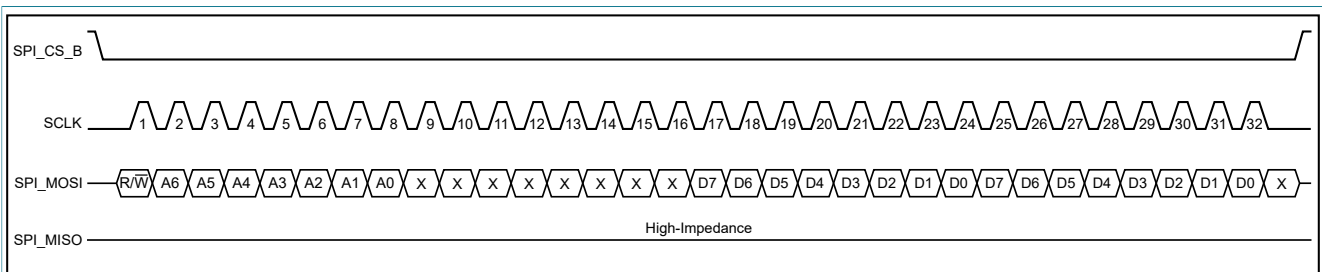 SPI_CS_B
SCLK 1 2 3 4 5 6 7 8 9 10 11 12 13 14 15 16 17 18 19 20 21 22 23 24 25 26 27 28 29 30 31 32
SPI_MOSI R/W̅ A6 A5 A4 A3 A2 A1 A0 X X X X X X X X D7 D6 D5 D4 D3 D2 D1 D0 D7 D6 D5 D4 D3 D2 D1 D0 X
High-Impedance
SPI_MISO